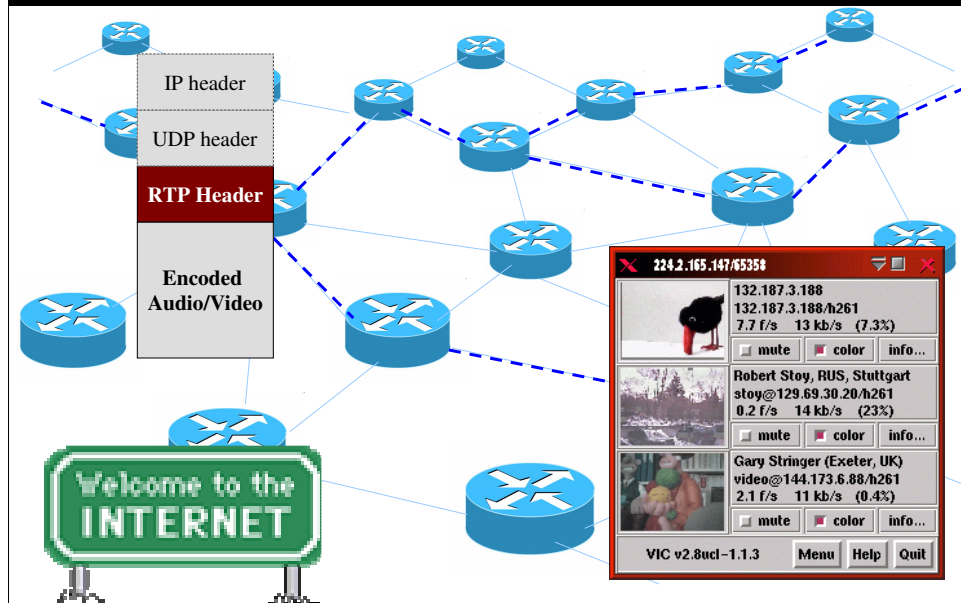 IP header
UDP header
RTP Header
Encoded
Audio/Video
Welcome to the
INTERNET
224.2.165.147/65358
132.187.3.188
132.187.3.188/h261
7.7 f/s 13 kb/s (7.3%)
mute color info...
Robert Stoy, RUS, Stuttgart
stoy@129.69.30.20/h261
0.2 f/s 14 kb/s (23%)
mute color info...
Gary Stringer (Exeter, UK)
video@144.173.6.88/h261
2.1 f/s 11 kb/s (0.4%)
mute color info...
VIC v2.8ucl-1.1.3 Menu Help Quit